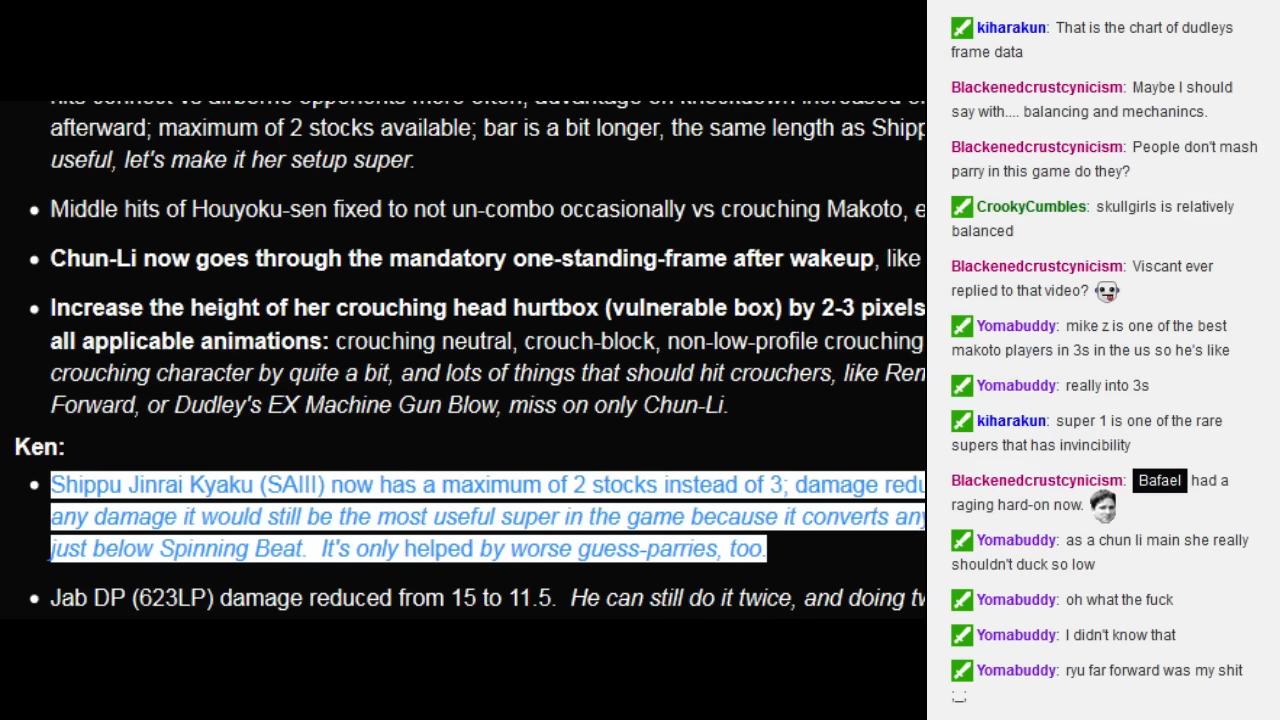 afterward; maximum of 2 stocks available; bar is a bit longer, the same length as Shipp
useful, let's make it her setup super.
Middle hits of Houyoku-sen fixed to not un-combo occasionally vs crouching Makoto, e
Chun-Li now goes through the mandatory one-standing-frame after wakeup, like
Increase the height of her crouching head hurtbox (vulnerable box) by 2-3 pixels
all applicable animations: crouching neutral, crouch-block, non-low-profile crouching
crouching character by quite a bit, and lots of things that should hit crouchers, like Rem
Forward, or Dudley's EX Machine Gun Blow, miss on only Chun-Li.
Ken:
Shippu Jinrai Kyaku (SAIII) now has a maximum of 2 stocks instead of 3; damage redu
any damage it would still be the most useful super in the game because it converts any
just below Spinning Beat. It's only helped by worse guess-parries, too.
Jab DP (623LP) damage reduced from 15 to 11.5. He can still do it twice, and doing tw
kiharakun: That is the chart of dudleys
frame data
Blackenedcrustcynicism: Maybe I should
say with.... balancing and mechanincs.
Blackenedcrustcynicism: People don't mash
parry in this game do they?
CrookyCumbles: skullgirls is relatively
balanced
Blackenedcrustcynicism: Viscant ever
replied to that video?
Yomabuddy: mike z is one of the best
makoto players in 3s in the us so he's like
Yomabuddy: really into 3s
kiharakun: super 1 is one of the rare
supers that has invincibility
Blackenedcrustcynicism: Bafael had a
raging hard-on now.
Yomabuddy: as a chun li main she really
shouldn't duck so low
Yomabuddy: oh what the fuck
Yomabuddy: I didn't know that
Yomabuddy: ryu far forward was my shit
;_;